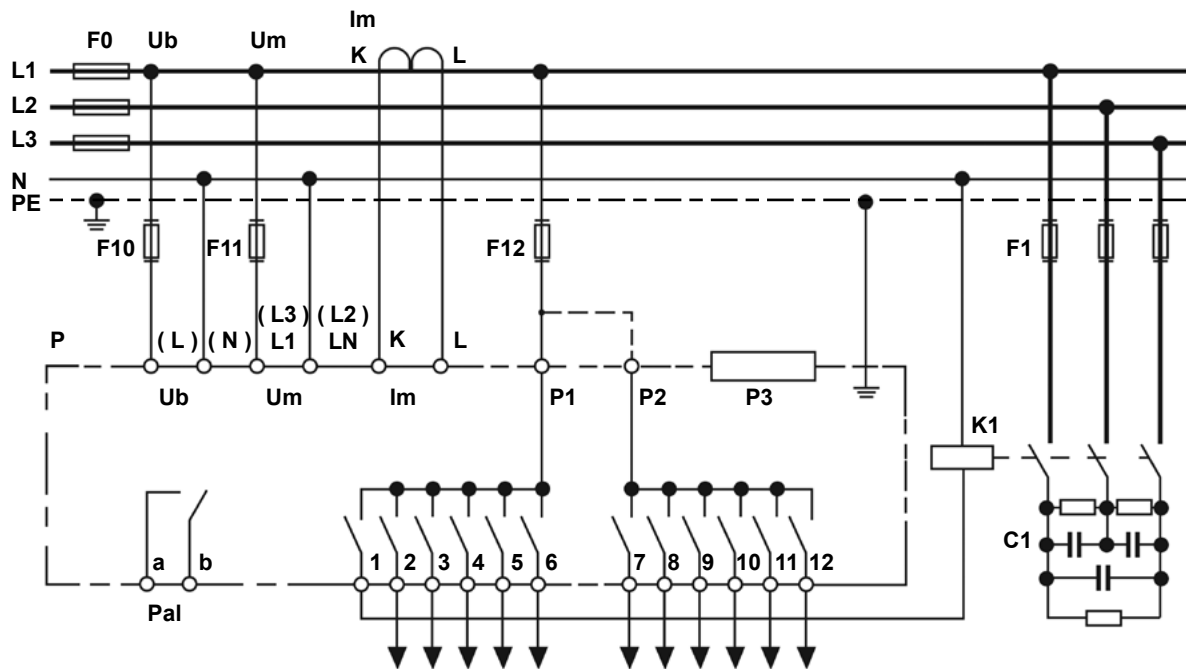 Im
F0 Ub Um K L
L1
L2
L3
N
PE
F10 F11 F12 F1
( L3 ) ( L2 )
P ( L ) ( N ) L1 LN K L
Ub Um Im P1 P2 P3
K1
C1
a b 1 2 3 4 5 6 7 8 9 10 11 12
Pal